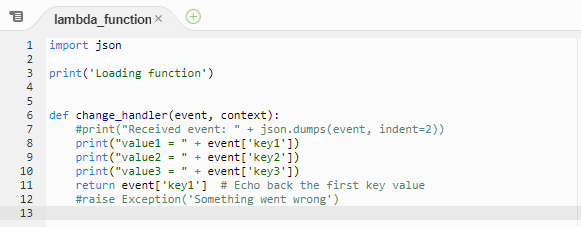 lambda_function ×
1 import json
2
3 print('Loading function')
4
5
6 def change_handler(event, context):
7     #print("Received event: " + json.dumps(event, indent=2))
8     print("value1 = " + event['key1'])
9     print("value2 = " + event['key2'])
10     print("value3 = " + event['key3'])
11     return event['key1']  # Echo back the first key value
12     #raise Exception('Something went wrong')
13